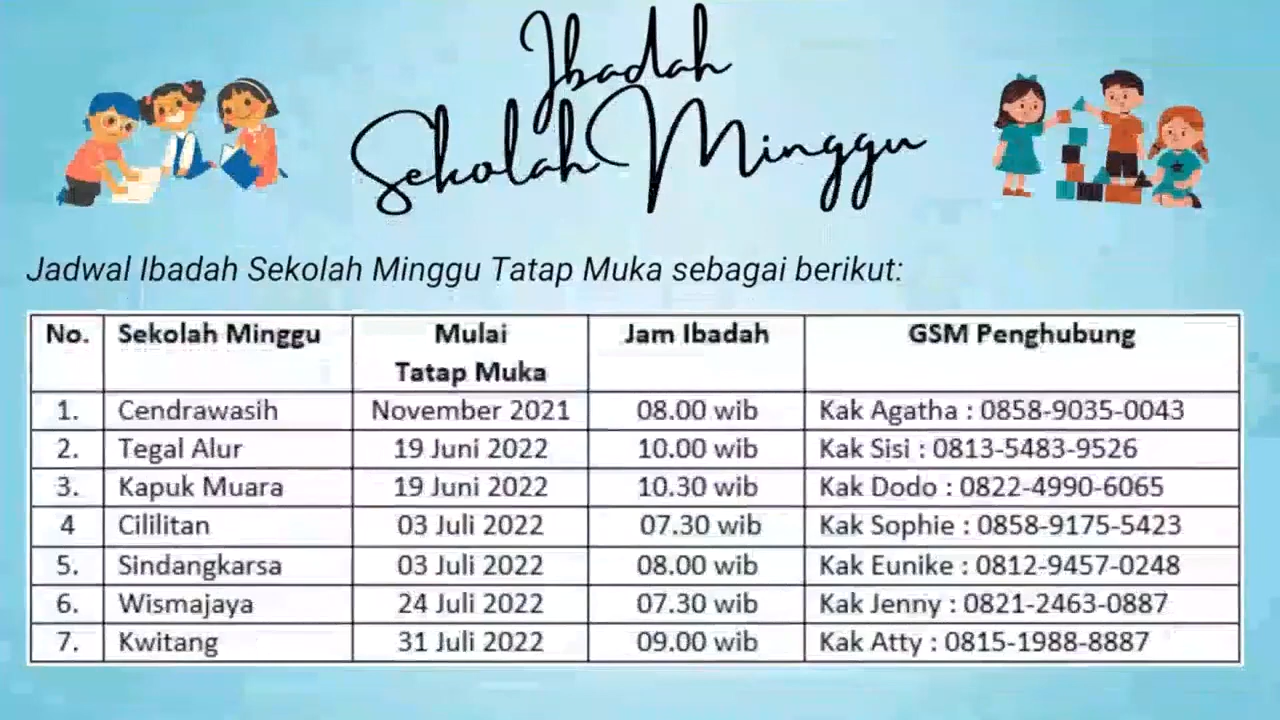 Ibadah
Sekolah Minggu
Jadwal Ibadah Sekolah Minggu Tatap Muka sebagai berikut:
No. Sekolah Minggu Mulai Tatap Muka Jam Ibadah GSM Penghubung
1. Cendrawasih November 2021 08.00 wib Kak Agatha : 0858-9035-0043
2. Tegal Alur 19 Juni 2022 10.00 wib Kak Sisi : 0813-5483-9526
3. Kapuk Muara 19 Juni 2022 10.30 wib Kak Dodo : 0822-4990-6065
4 Cililitan 03 Juli 2022 07.30 wib Kak Sophie : 0858-9175-5423
5. Sindangkarsa 03 Juli 2022 08.00 wib Kak Eunike : 0812-9457-0248
6. Wismajaya 24 Juli 2022 07.30 wib Kak Jenny : 0821-2463-0887
7. Kwitang 31 Juli 2022 09.00 wib Kak Atty : 0815-1988-8887